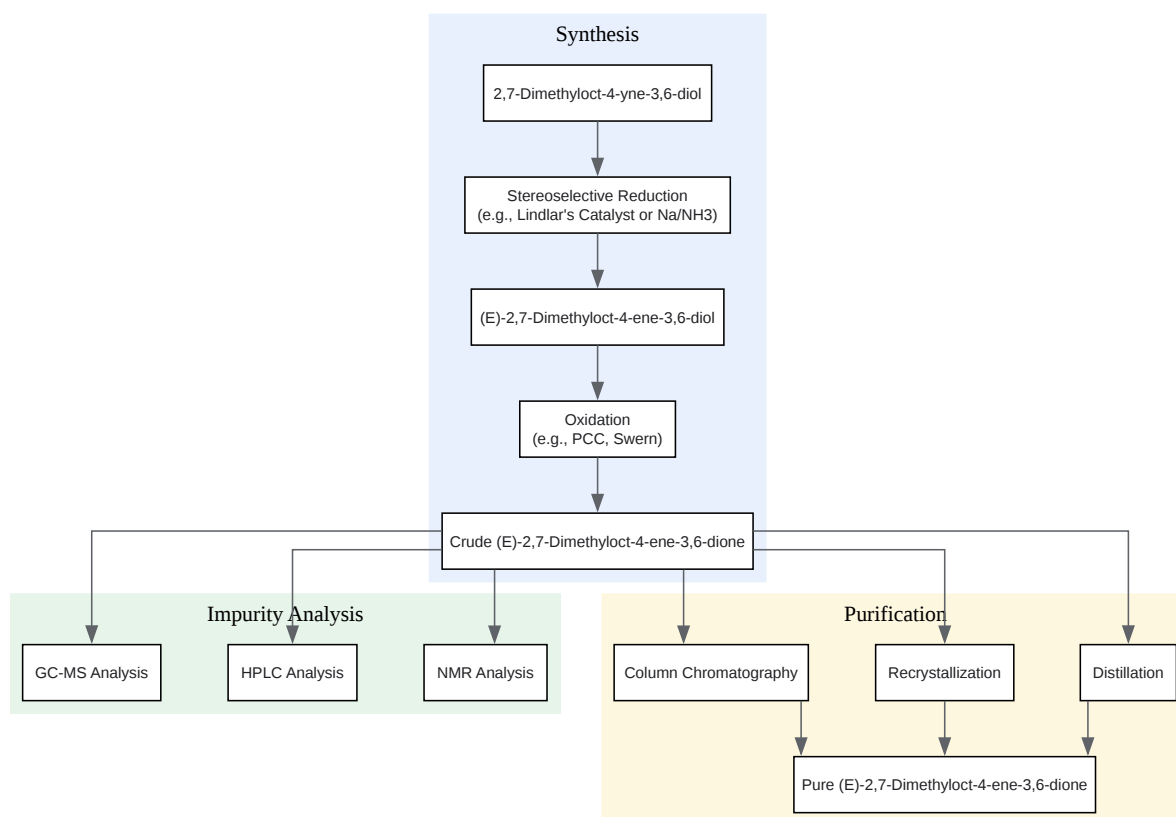 Synthesis
2,7-Dimethyloct-4-yne-3,6-diol
Stereoselective Reduction
(e.g., Lindlar's Catalyst or Na/NH3)
(E)-2,7-Dimethyloct-4-ene-3,6-diol
Oxidation
(e.g., PCC, Swern)
Crude (E)-2,7-Dimethyloct-4-ene-3,6-dione
Impurity Analysis
GC-MS Analysis
HPLC Analysis
NMR Analysis
Purification
Column Chromatography
Recrystallization
Distillation
Pure (E)-2,7-Dimethyloct-4-ene-3,6-dione